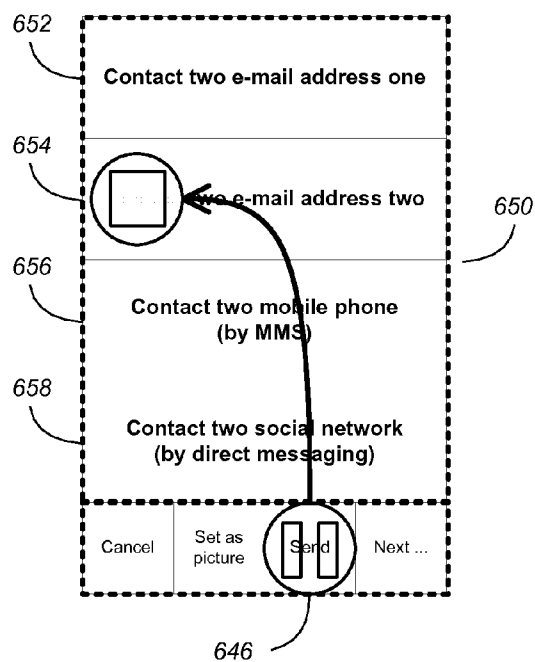 652
Contact two e-mail address one
654
e-mail address two
650
656
Contact two mobile phone
(by MMS)
658
Contact two social network
(by direct messaging)
Cancel
Set as
picture
Send
Next ...
646